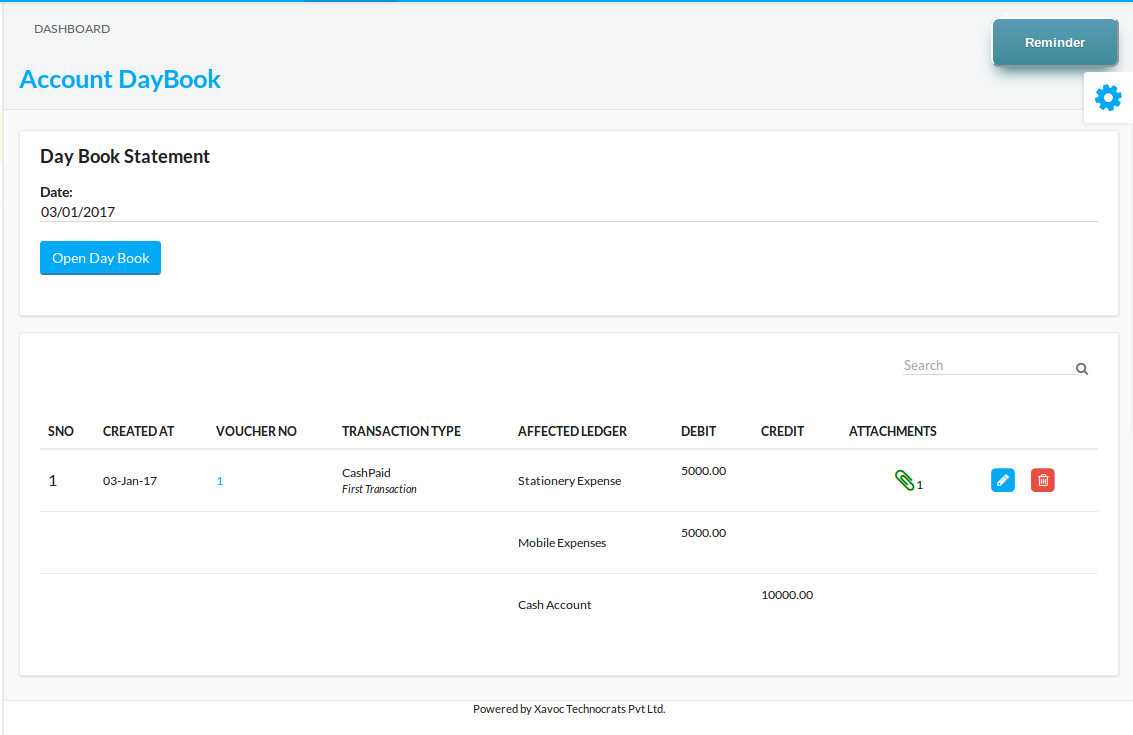 DASHBOARD
Reminder
Account DayBook
Day Book Statement
Date:
03/01/2017
Open Day Book
Search
SNO CREATED AT VOUCHER NO TRANSACTION TYPE AFFECTED LEDGER DEBIT CREDIT ATTACHMENTS
1 03-Jan-17 1 CashPaid Stationery Expense 5000.00 1
First Transaction
Mobile Expenses 5000.00
Cash Account 10000.00
Powered by Xavoc Technocrats Pvt Ltd.